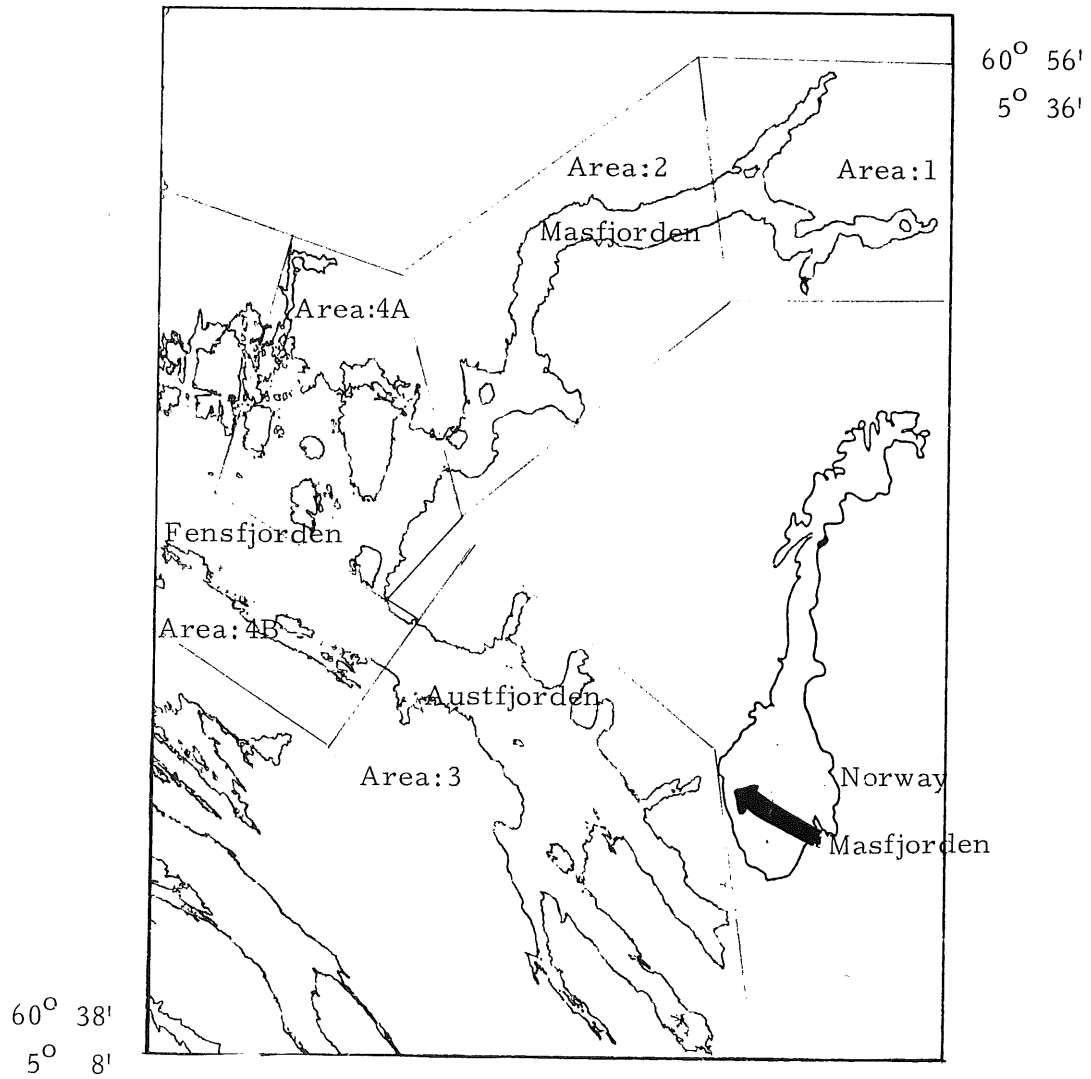 60° 56'
5° 36'
Area:2
Area:1
Masfjorden
Area:4A
Fensfjorden
Area:4B
Austfjorden
Area:3
Norway
Masfjorden
60° 38'
5° 8'